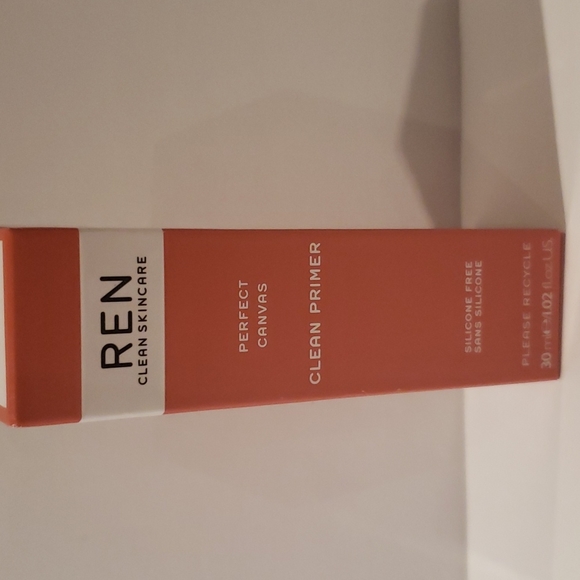 REN
CLEAN SKINCARE
PERFECT
CANVAS
CLEAN PRIMER
SILICONE FREE
SANS SILICONE
PLEASE RECYCLE
30 ml ℮ 1.02 fl.oz U.S.